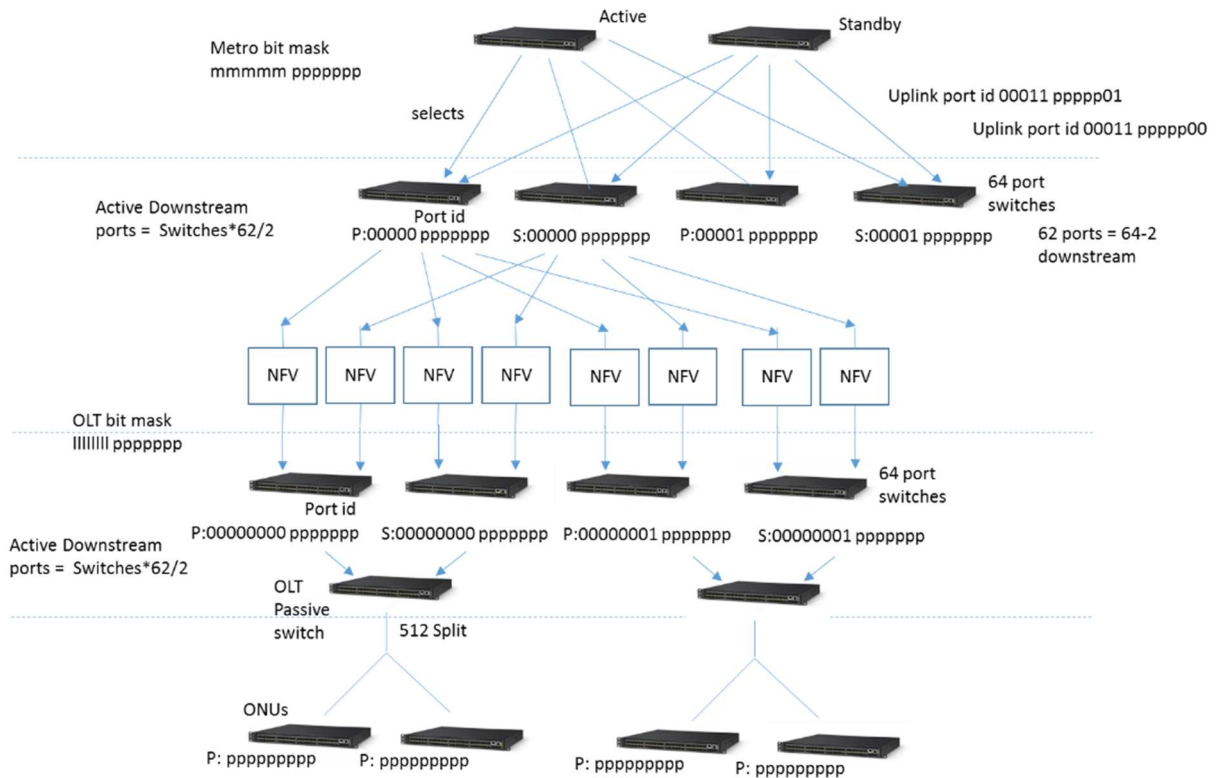 Active
Standby
Metro bit mask
mmmmm ppppppp
selects
Uplink port id 00011 ppppp01
Uplink port id 00011 ppppp00
64 port
switches
Active Downstream
ports = Switches*62/2
Port id
P:00000 ppppppp
S:00000 ppppppp
P:00001 ppppppp
S:00001 ppppppp
62 ports = 64-2
downstream
NFV
NFV
NFV
NFV
NFV
NFV
NFV
NFV
OLT bit mask
llllllll ppppppp
64 port
switches
Port id
P:00000000 ppppppp
S:00000000 ppppppp
P:00000001 ppppppp
S:00000001 ppppppp
Active Downstream
ports = Switches*62/2
OLT
Passive
switch
512 Split
ONUs
P: ppppppppp
P: ppppppppp
P: ppppppppp
P: ppppppppp